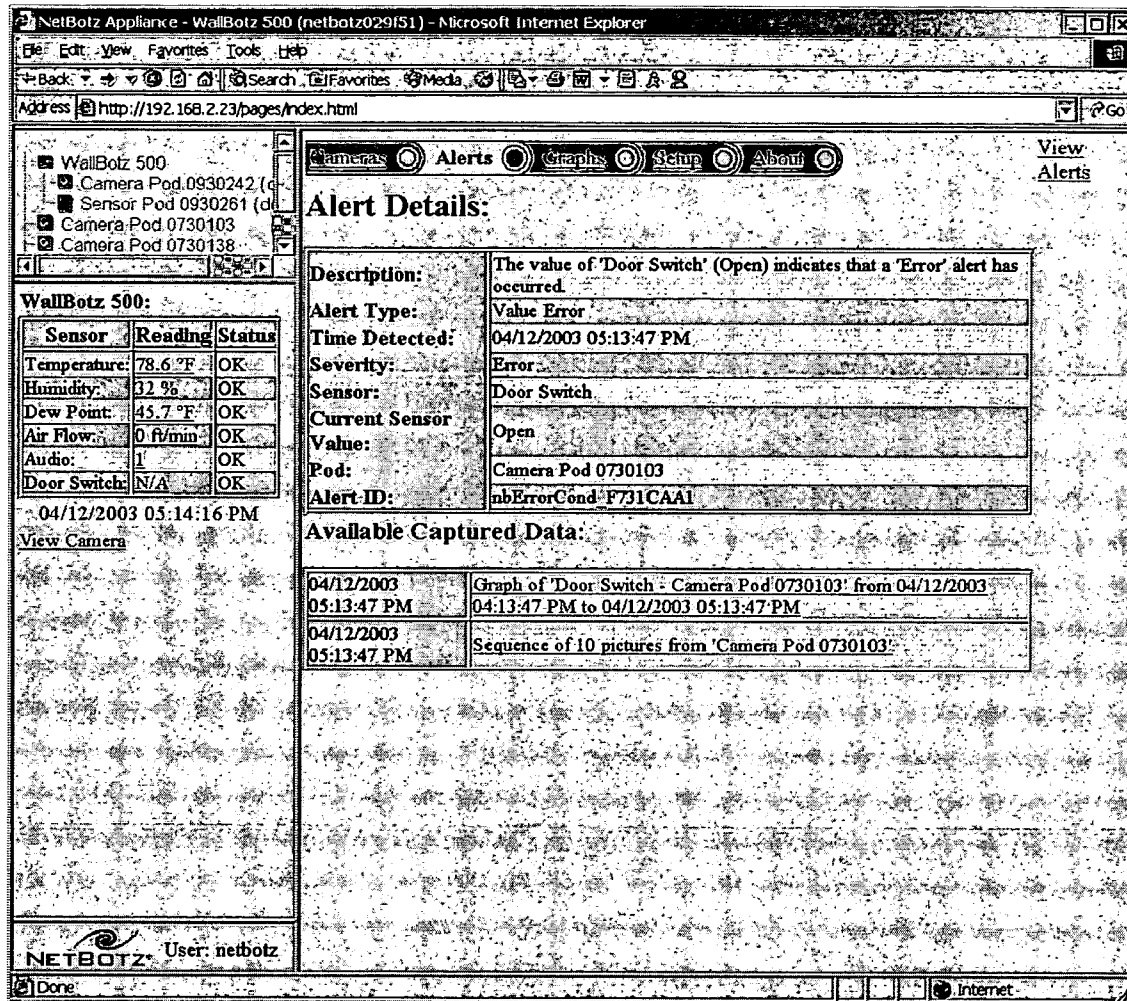 NetBotz Appliance - WallBotz 500 (netbotz029f51) - Microsoft Internet Explorer
File Edit View Favorites Tools Help
Back Search Favorites Media
Address http://192.168.2.23/pages/index.html Go
WallBotz 500
Camera Pod 0930242 (d
Sensor Pod 0930261 (do
Camera Pod 0730103
Camera Pod 0730138
WallBotz 500:
Sensor Reading Status
Temperature: 78.6 °F OK
Humidity: 32 % OK
Dew Point: 45.7 °F OK
Air Flow: 0 ft/min OK
Audio: 1 OK
Door Switch: N/A OK
04/12/2003 05:14:16 PM
View Camera
NETBOTZ User: netbotz
Cameras Alerts Graphs Setup About
View
Alerts
Alert Details:
Description: The value of 'Door Switch' (Open) indicates that a 'Error' alert has
occurred.
Alert Type: Value Error
Time Detected: 04/12/2003 05:13:47 PM
Severity: Error
Sensor: Door Switch
Current Sensor
Value: Open
Pod: Camera Pod 0730103
Alert ID: nbErrorCond_F731CAA1
Available Captured Data:
04/12/2003
05:13:47 PM
Graph of 'Door Switch - Camera Pod 0730103' from 04/12/2003
04:13:47 PM to 04/12/2003 05:13:47 PM
04/12/2003
05:13:47 PM
Sequence of 10 pictures from 'Camera Pod 0730103'
Done Internet